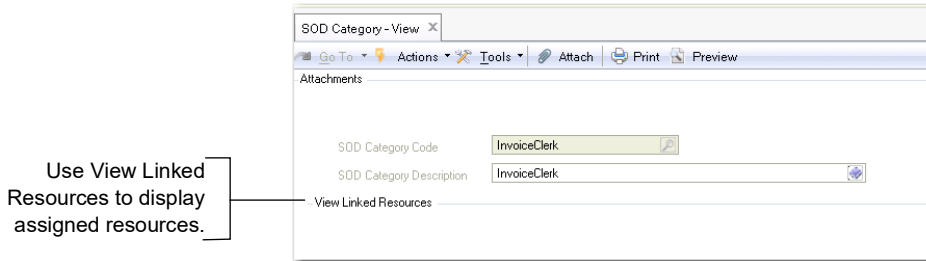 SOD Category - View
Go To Actions Tools Attach Print Preview
Attachments
SOD Category Code InvoiceClerk
SOD Category Description InvoiceClerk
View Linked Resources
Use View Linked
Resources to display
assigned resources.